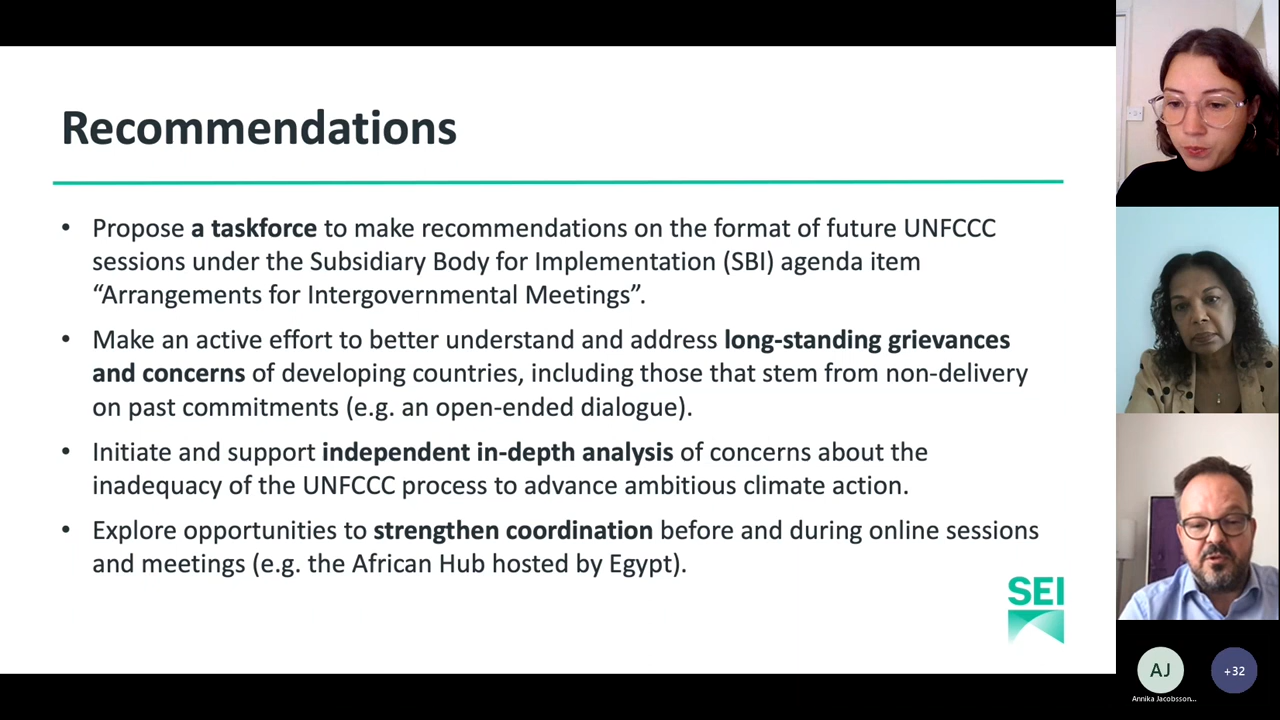 Recommendations
• Propose a taskforce to make recommendations on the format of future UNFCCC
sessions under the Subsidiary Body for Implementation (SBI) agenda item
“Arrangements for Intergovernmental Meetings”.
• Make an active effort to better understand and address long-standing grievances
and concerns of developing countries, including those that stem from non-delivery
on past commitments (e.g. an open-ended dialogue).
• Initiate and support independent in-depth analysis of concerns about the
inadequacy of the UNFCCC process to advance ambitious climate action.
• Explore opportunities to strengthen coordination before and during online sessions
and meetings (e.g. the African Hub hosted by Egypt).
SEI
AJ
+32
Annika Jacobsson...